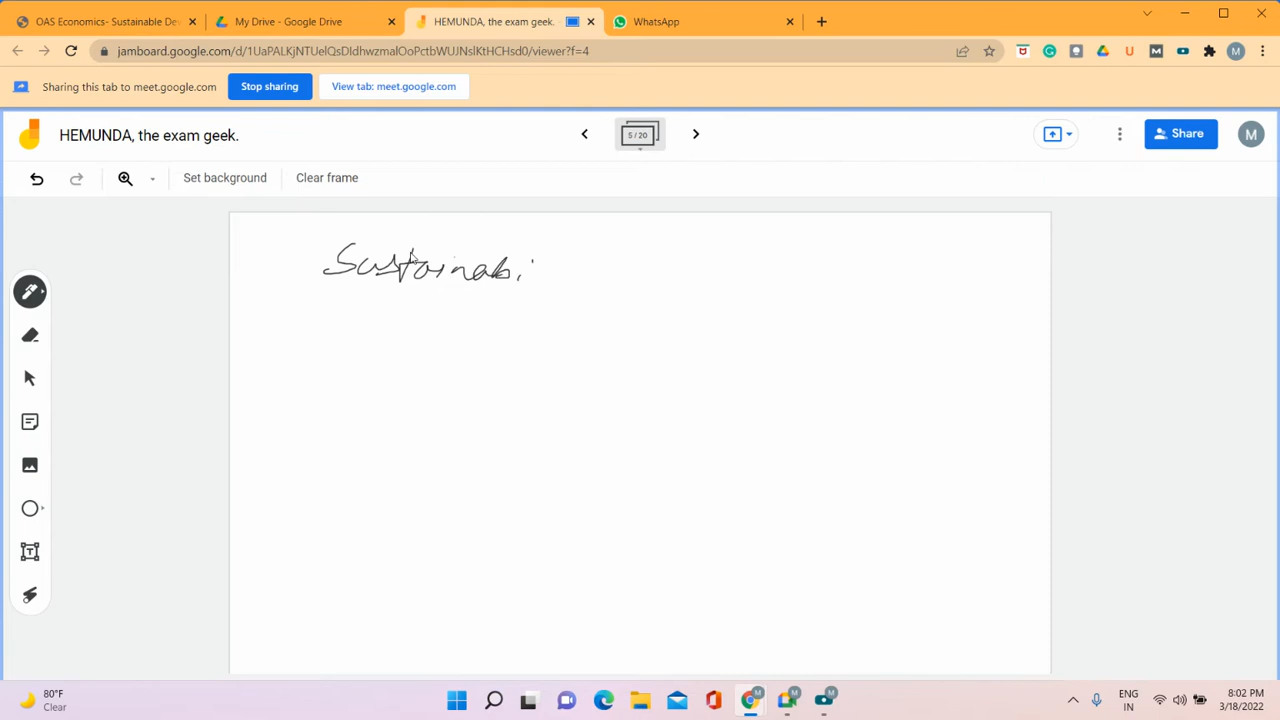 OAS Economics- Sustainable De
My Drive - Google Drive
HEMUNDA, the exam geek.
WhatsApp
jamboard.google.com/d/1UaPALKjNTUelQsDIdhwzmalOoPctbWUJNslKtHCHsd0/viewer?f=4
Sharing this tab to meet.google.com
Stop sharing
View tab: meet.google.com
HEMUNDA, the exam geek.
5 / 20
Share
M
Set background
Clear frame
Sustainabi
80°F
Clear
ENG
IN
8:02 PM
3/18/2022